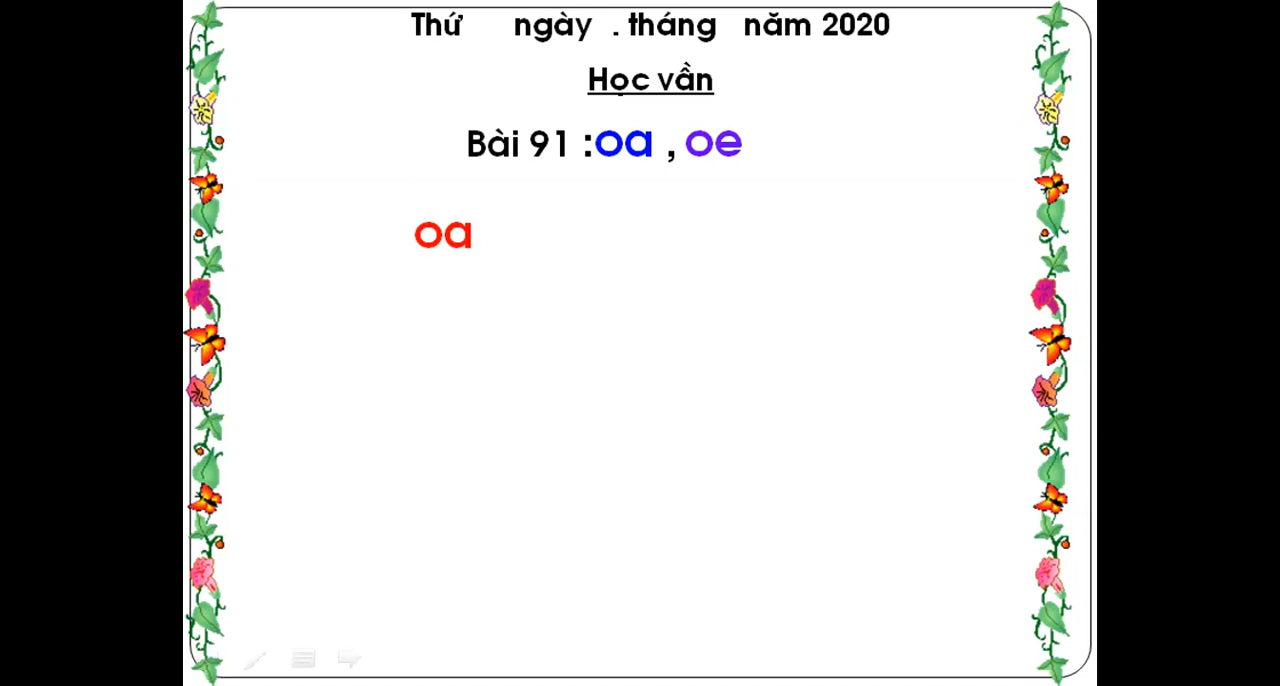 Thứ ngày . tháng năm 2020
Học vần
Bài 91 :oa , oe
oa